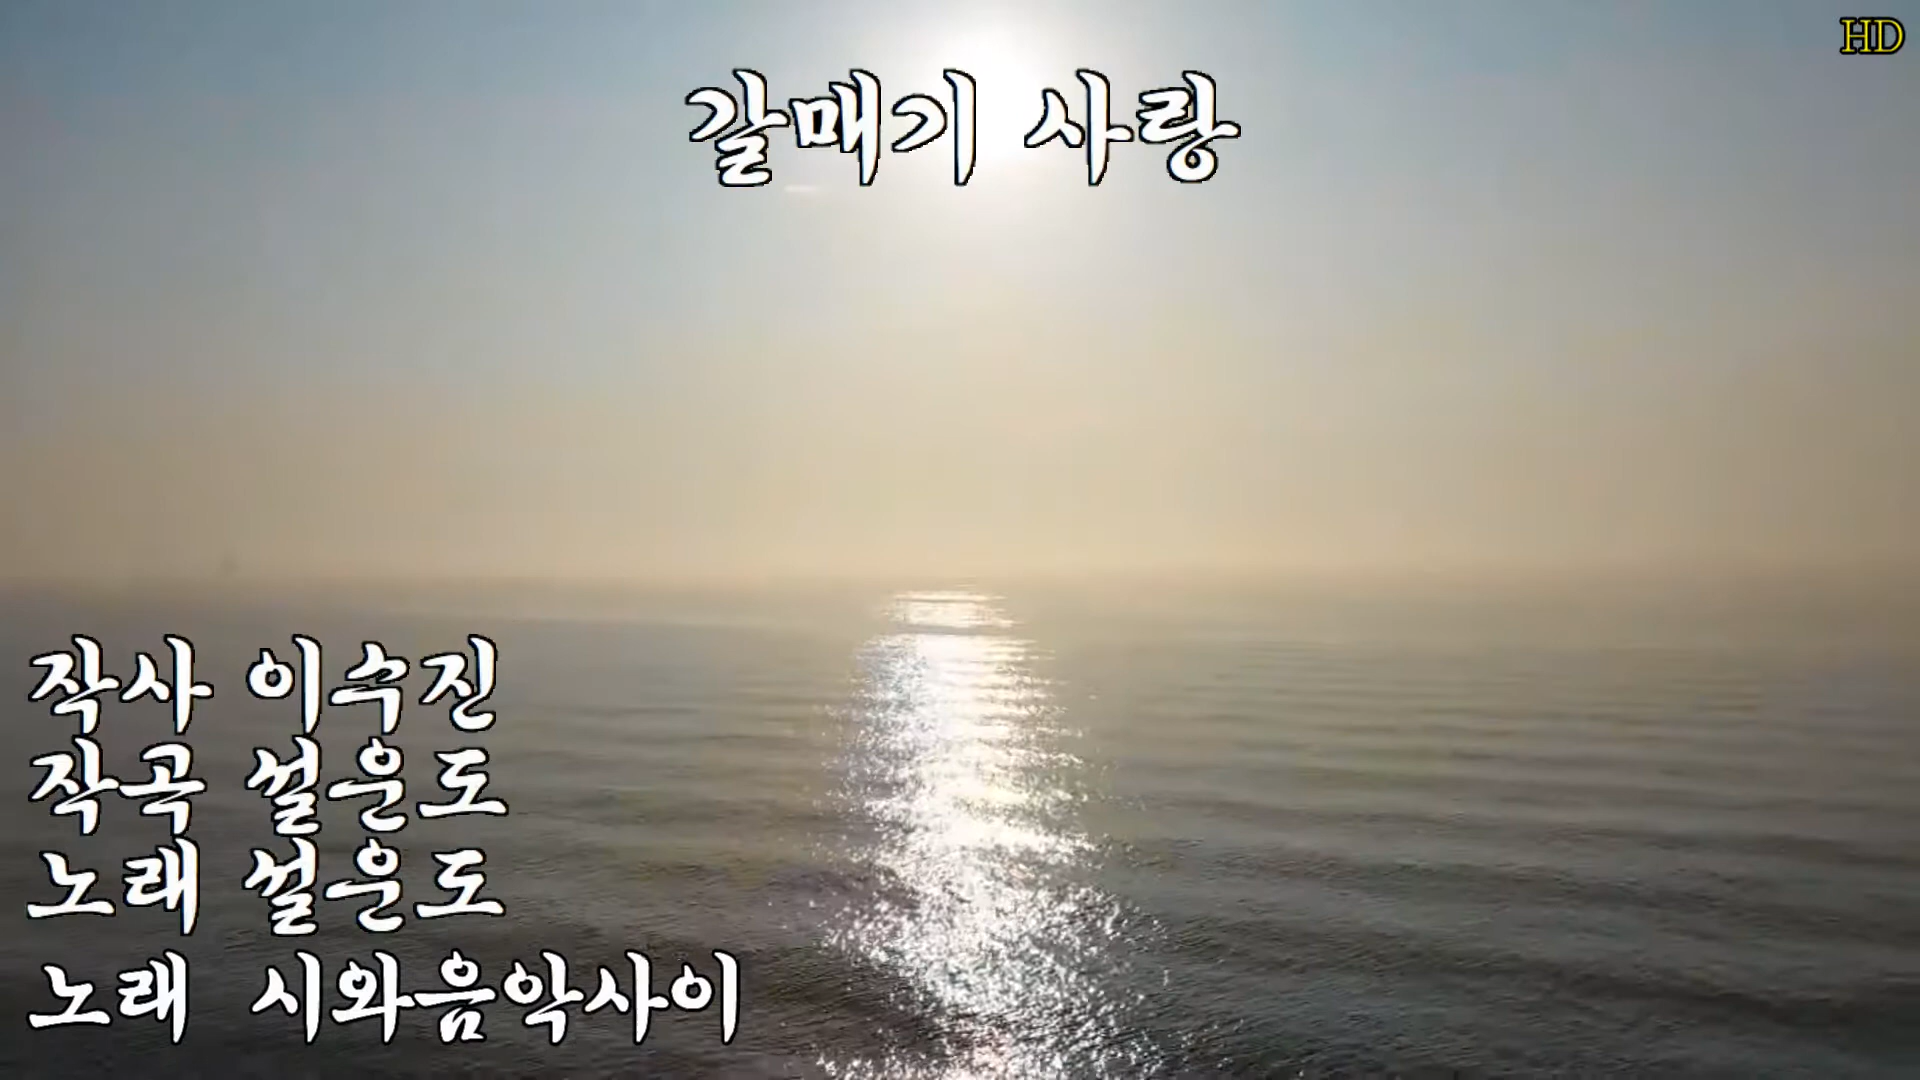 HD
갈매기 사랑
작사 이수진
작곡 설운도
노래 설운도
노래 시와음악사이